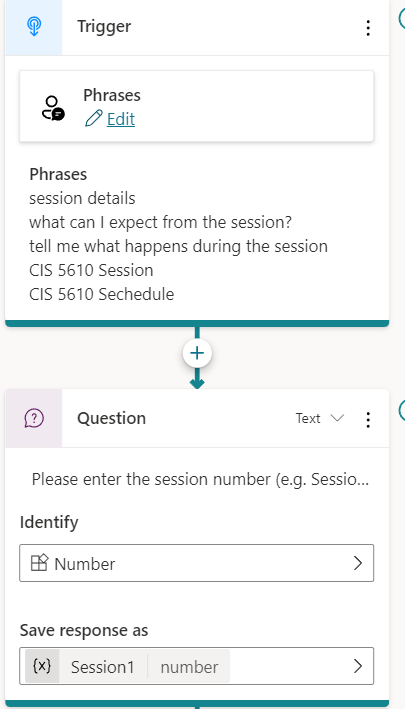 Trigger
Phrases
Edit
Phrases
session details
what can I expect from the session?
tell me what happens during the session
CIS 5610 Session
CIS 5610 Sechedule
Question
Text
Please enter the session number (e.g. Sessio...
Identify
Number
Save response as
{x} Session1 number